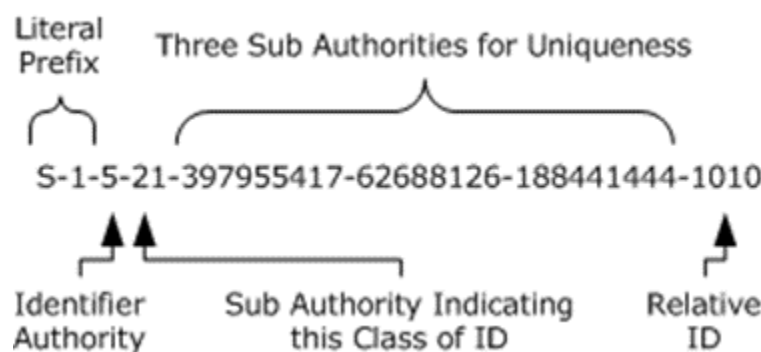 Literal
Prefix
Three Sub Authorities for Uniqueness
S-1-5-21-397955417-62688126-188441444-1010
Identifier
Authority
Sub Authority Indicating
this Class of ID
Relative
ID